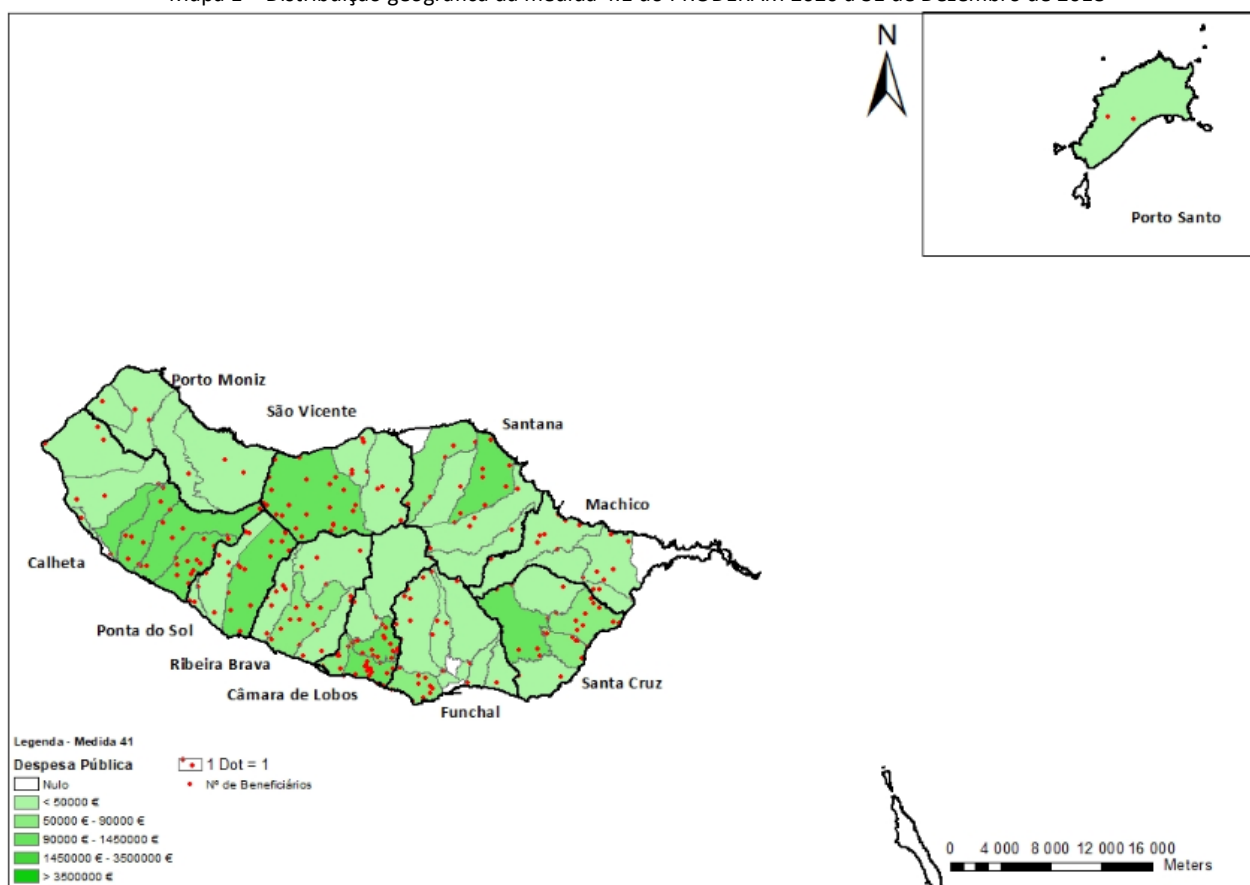 N
Porto Santo
Porto Moniz
São Vicente
Santana
Machico
Calheta
Ponta do Sol
Ribeira Brava
Câmara de Lobos
Funchal
Santa Cruz
Legenda - Medida 41
Despesa Pública
Nulo
< 50000 €
50000 € - 90000 €
90000 € - 1450000 €
1450000 € - 3500000 €
> 3500000 €
1 Dot = 1
Nº de Beneficiários
0 4 000 8 000 12 000 16 000
Meters